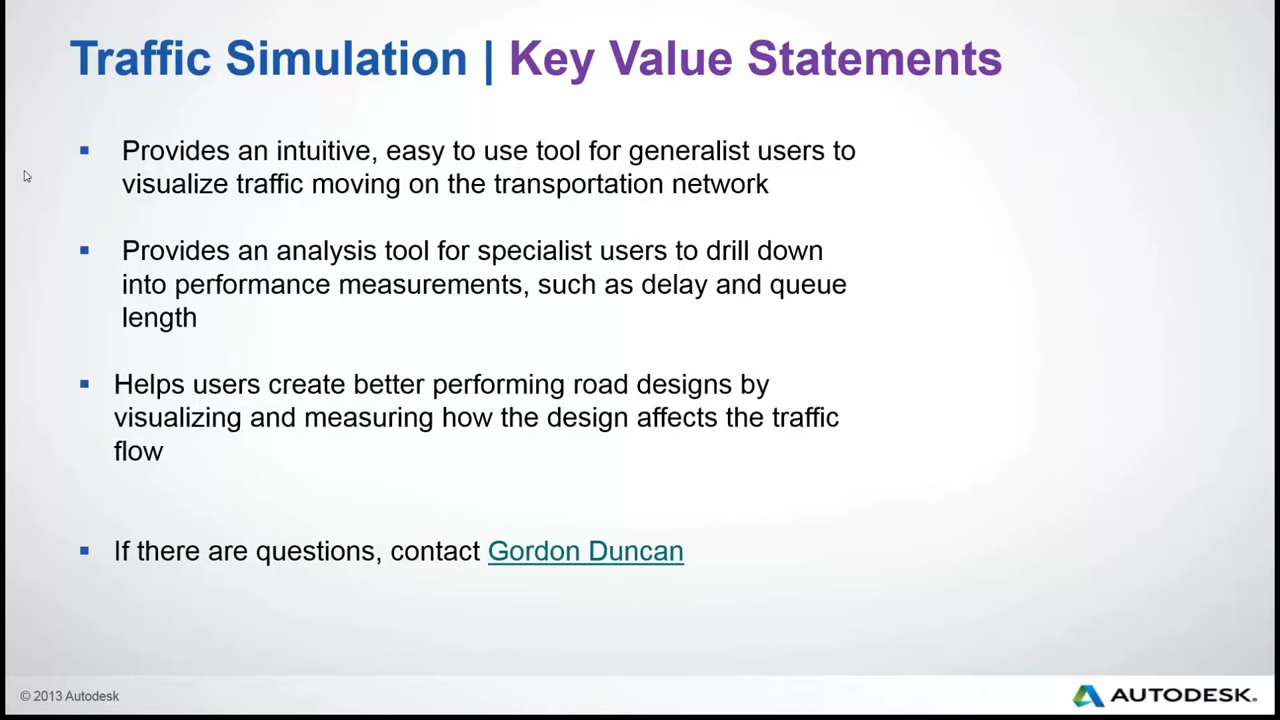 Traffic Simulation | Key Value Statements
▪ Provides an intuitive, easy to use tool for generalist users to
visualize traffic moving on the transportation network
▪ Provides an analysis tool for specialist users to drill down
into performance measurements, such as delay and queue
length
▪ Helps users create better performing road designs by
visualizing and measuring how the design affects the traffic
flow
▪ If there are questions, contact Gordon Duncan
© 2013 Autodesk
AUTODESK.